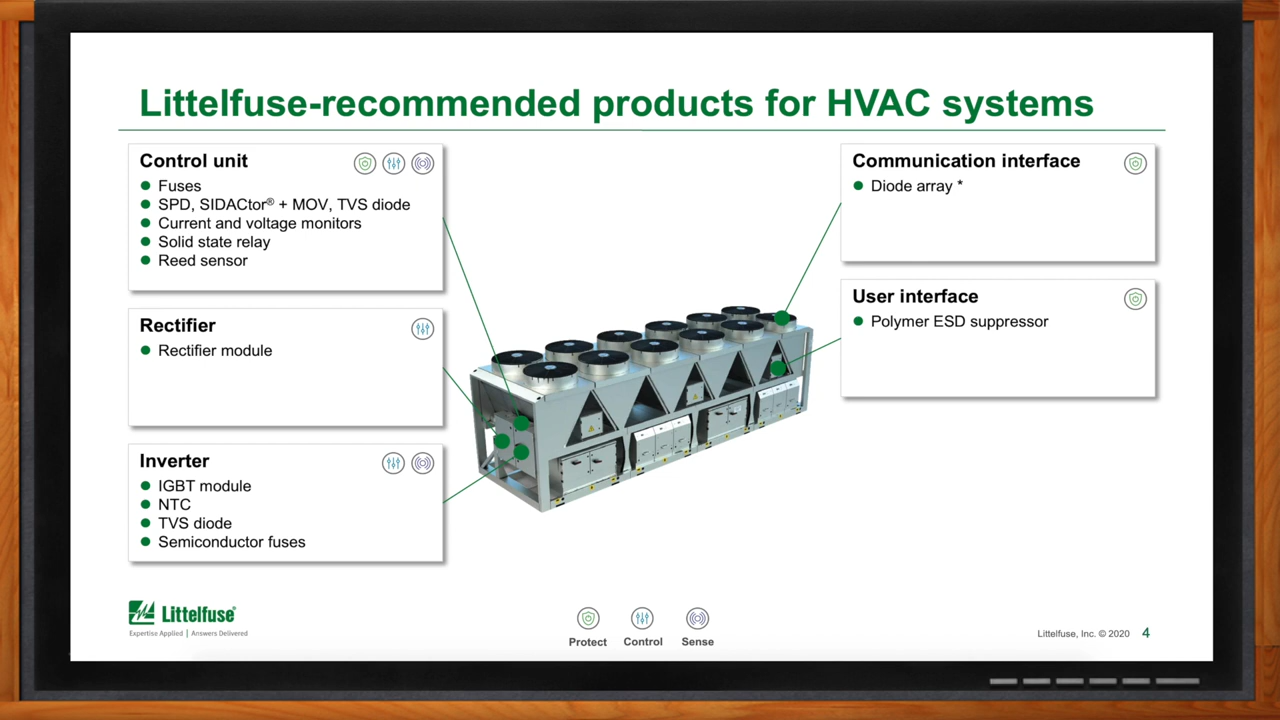 Littelfuse-recommended products for HVAC systems
Control unit
Fuses
SPD, SIDACtor® + MOV, TVS diode
Current and voltage monitors
Solid state relay
Reed sensor
Rectifier
Rectifier module
Inverter
IGBT module
NTC
TVS diode
Semiconductor fuses
Communication interface
Diode array *
User interface
Polymer ESD suppressor
Littelfuse®
Expertise Applied | Answers Delivered
Protect Control Sense
Littelfuse, Inc. © 2020 4